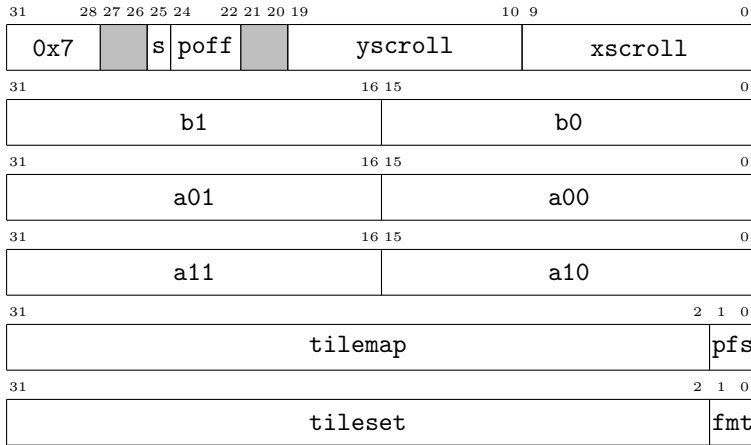 31 28 27 26 25 24 22 21 20 19 10 9 0
0x7 s poff yscroll xscroll
31 16 15 0
b1 b0
31 16 15 0
a01 a00
31 16 15 0
a11 a10
31 2 1 0
tilemap pfs
31 2 1 0
tileset fmt